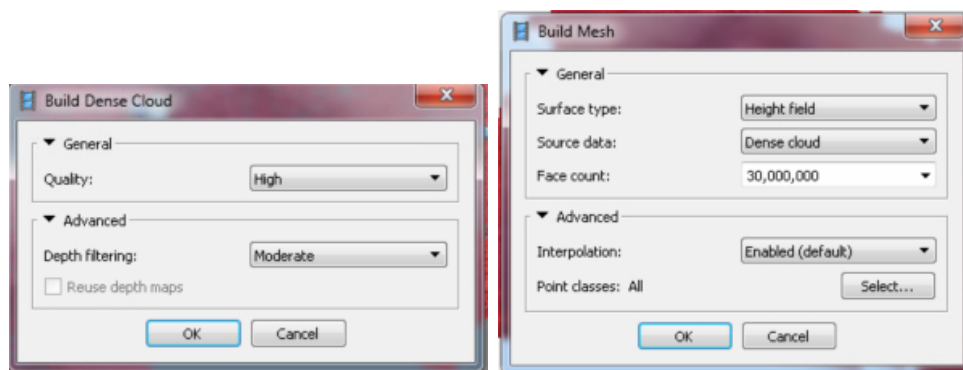 Build Dense Cloud
General
Quality: High
Advanced
Depth filtering: Moderate
Reuse depth maps
OK Cancel
Build Mesh
General
Surface type: Height field
Source data: Dense cloud
Face count: 30,000,000
Advanced
Interpolation: Enabled (default)
Point classes: All Select...
OK Cancel